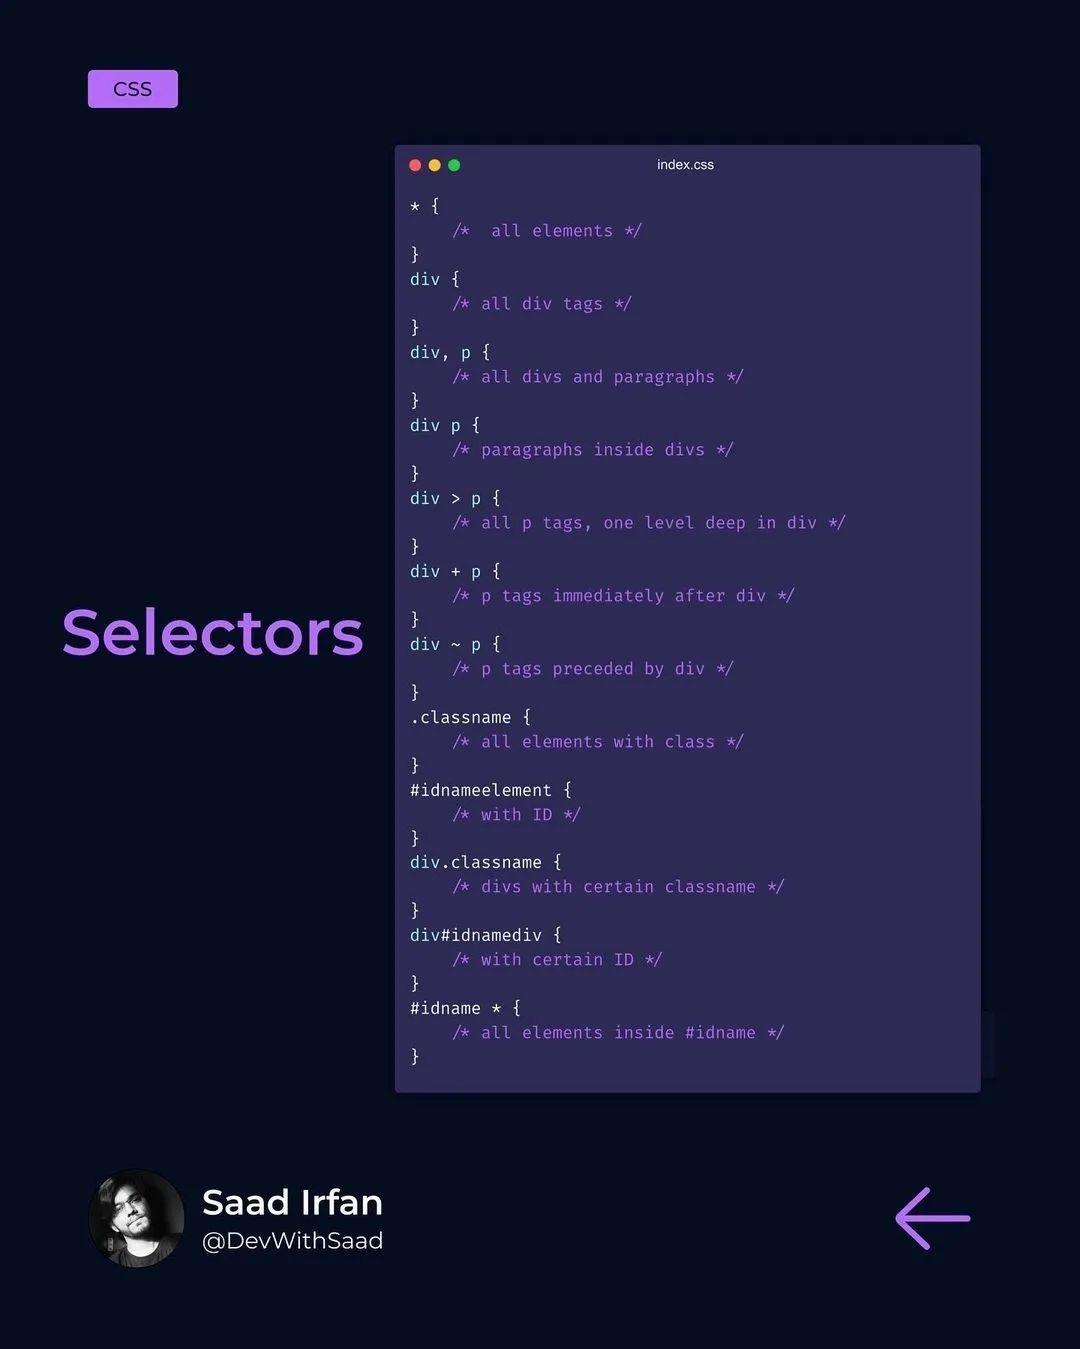 CSS
index.css
* {
/*  all elements */
}
div {
/* all div tags */
}
div, p {
/* all divs and paragraphs */
}
div p {
/* paragraphs inside divs */
}
div > p {
/* all p tags, one level deep in div */
}
div + p {
/* p tags immediately after div */
}
div ~ p {
/* p tags preceded by div */
}
.classname {
/* all elements with class */
}
#idnameelement {
/* with ID */
}
div.classname {
/* divs with certain classname */
}
div#idnamediv {
/* with certain ID */
}
#idname * {
/* all elements inside #idname */
}
Selectors
Saad Irfan
@DevWithSaad